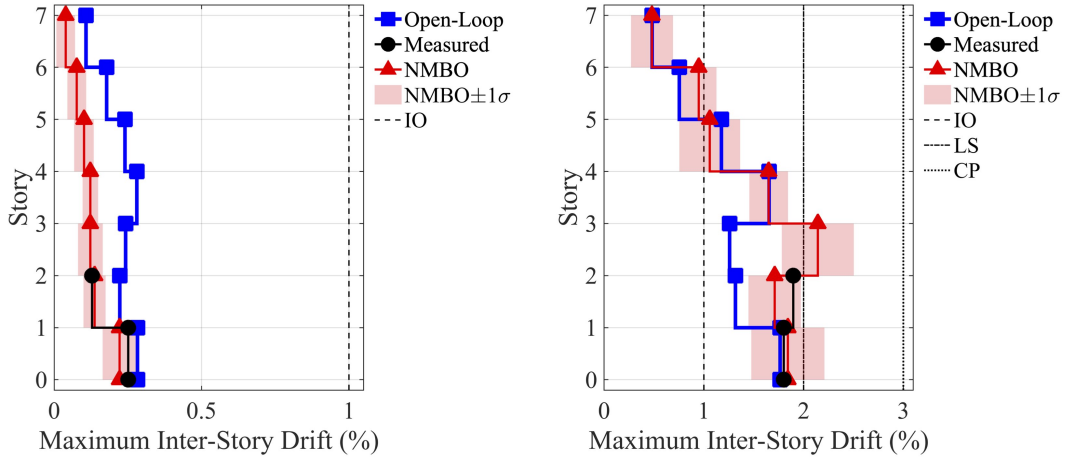 7
6
5
4
3
2
1
0
Story
0
0.5
1
Maximum Inter-Story Drift (%)
Open-Loop
Measured
NMBO
NMBO±1σ
IO
7
6
5
4
3
2
1
0
Story
0
1
2
3
Maximum Inter-Story Drift (%)
Open-Loop
Measured
NMBO
NMBO±1σ
IO
LS
CP